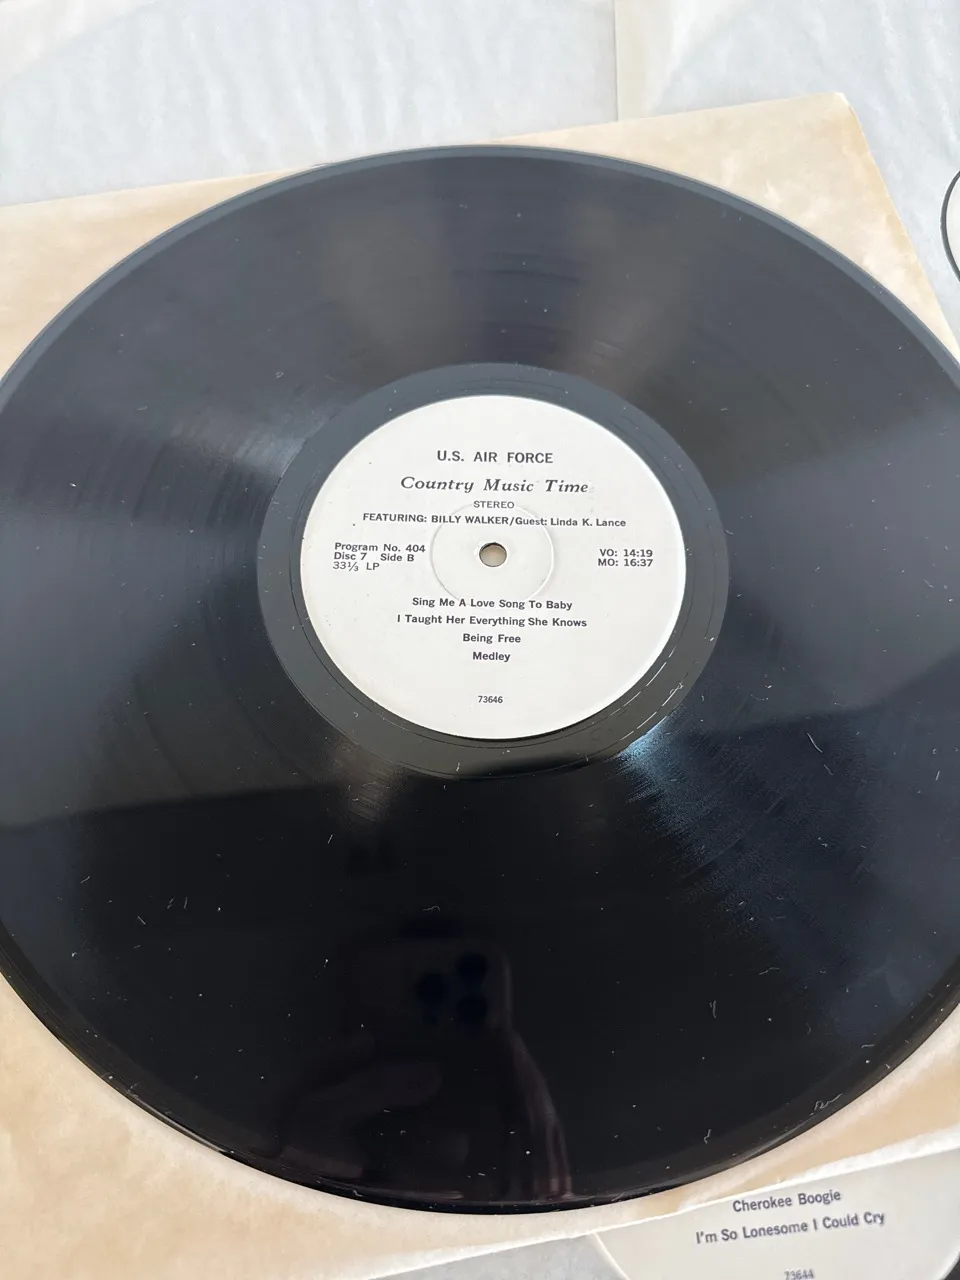 U.S. AIR FORCE
Country Music Time
STEREO
FEATURING: BILLY WALKER/Guest: Linda K. Lance
Program No. 404
Disc 7 Side B
33⅓ LP
VO: 14:19
MO: 16:37
Sing Me A Love Song To Baby
I Taught Her Everything She Knows
Being Free
Medley
73646
Cherokee Boogie
I'm So Lonesome I Could Cry
73644